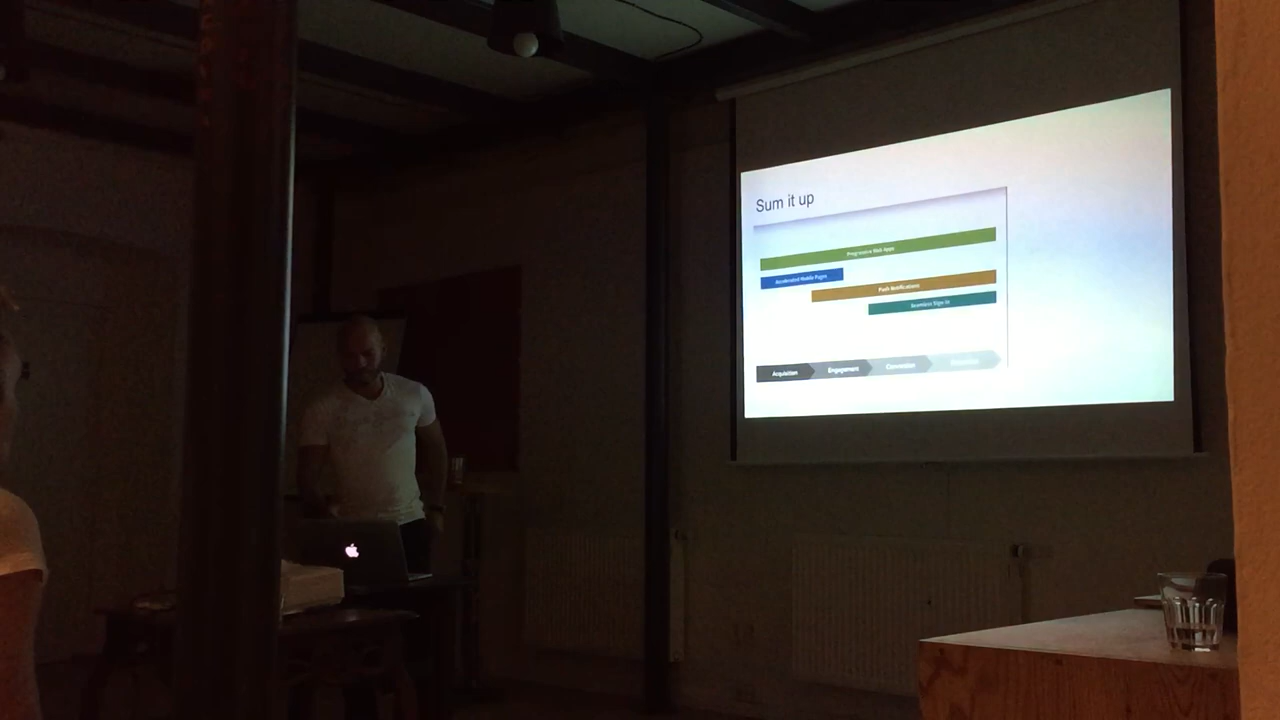 Sum it up
Progressive Web Apps
Accelerated Mobile Pages
Push Notifications
Seamless Sign In
Acquisition
Engagement
Conversion